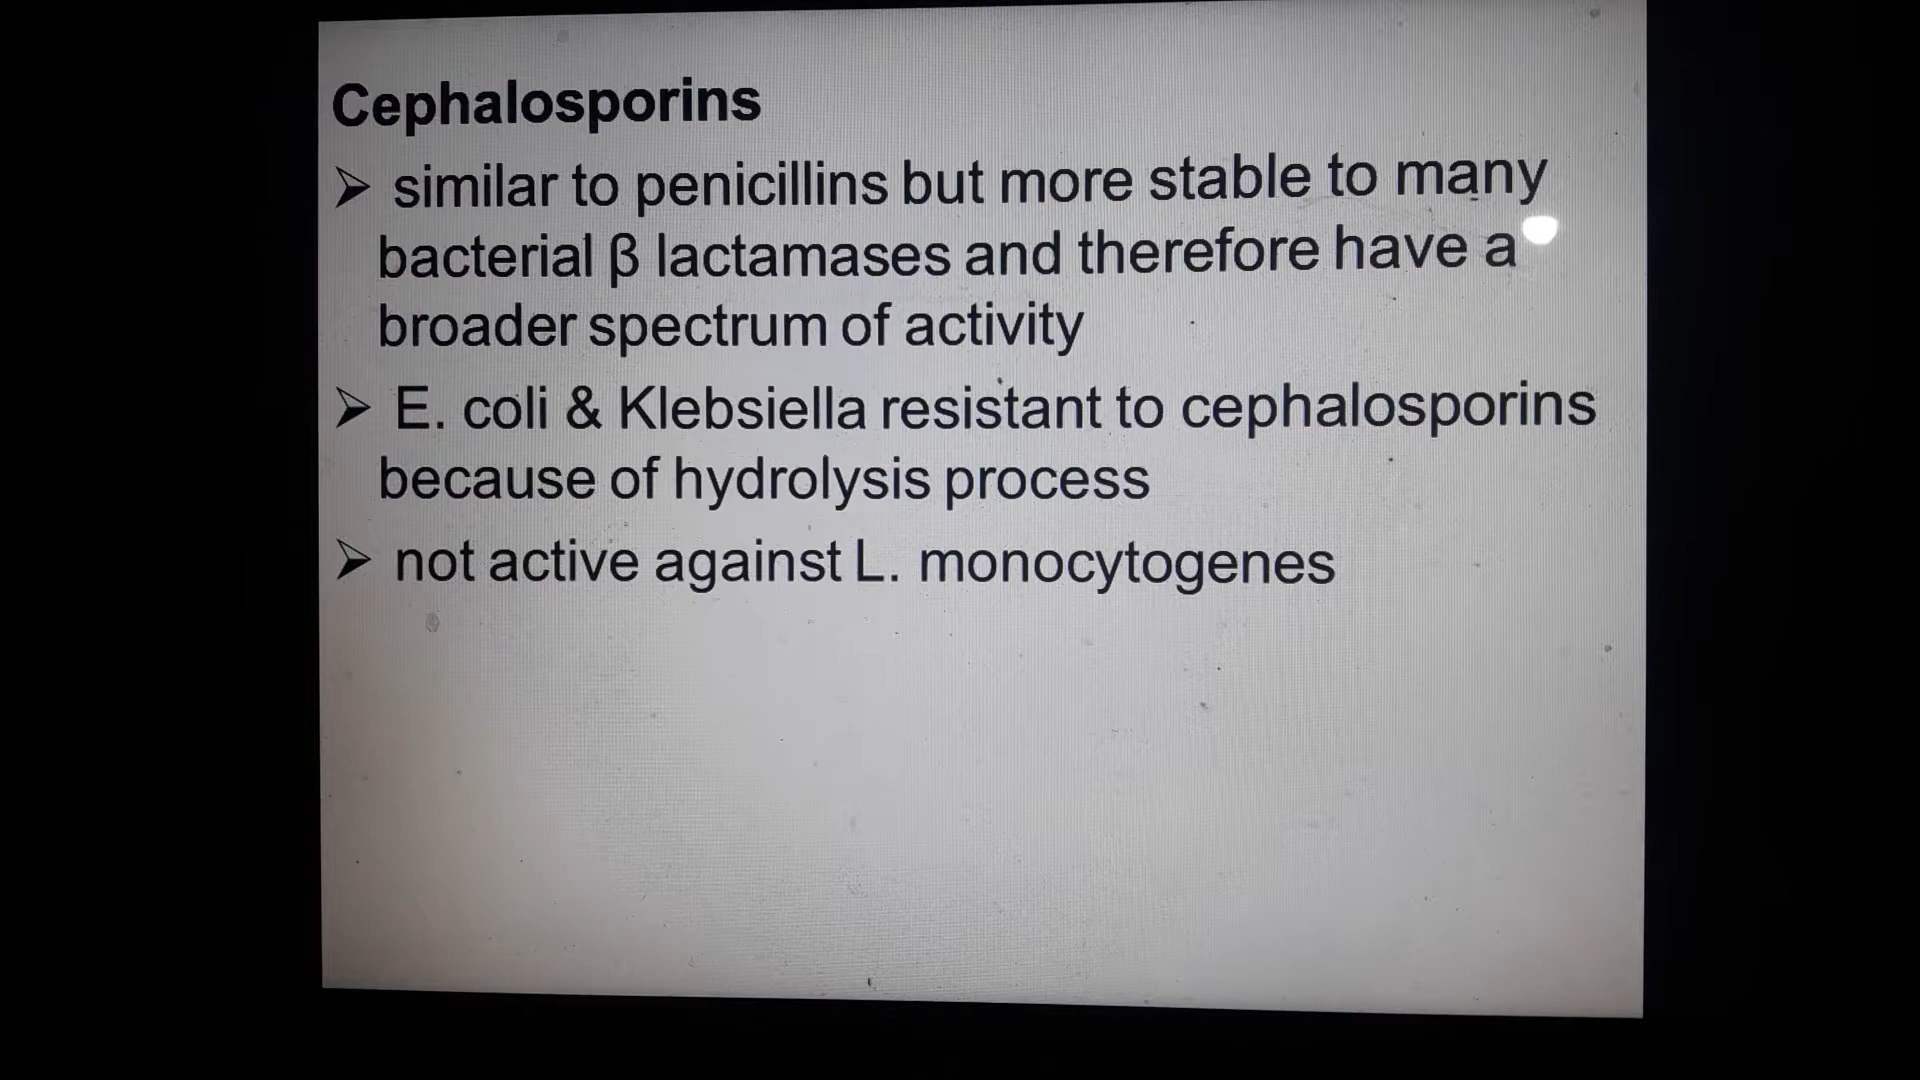 Cephalosporins
➢ similar to penicillins but more stable to many
bacterial β lactamases and therefore have a
broader spectrum of activity
➢ E. coli & Klebsiella resistant to cephalosporins
because of hydrolysis process
➢ not active against L. monocytogenes